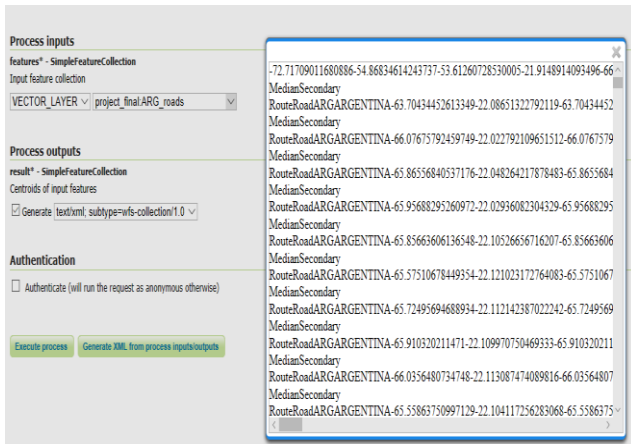 Process inputs
features* - SimpleFeatureCollection
Input feature collection
VECTOR_LAYER project_final:ARG_roads
Process outputs
result* - SimpleFeatureCollection
Centroids of input features
Generate text/xml; subtype=wfs-collection/1.0
Authentication
Authenticate (will run the request as anonymous otherwise)
Execute process Generate XML from process inputs/outputs
-72.71709011680886-54.86834614243737-53.61260728530005-21.9148914093496-66
MedianSecondary
RouteRoadARGARGENTINA-63.70434452613349-22.08651322792119-63.70434452
MedianSecondary
RouteRoadARGARGENTINA-66.07675792459749-22.022792109651512-66.0767579
MedianSecondary
RouteRoadARGARGENTINA-65.86556840537176-22.048264217878483-65.8655684
MedianSecondary
RouteRoadARGARGENTINA-65.95688295260972-22.02936082304329-65.95688295
MedianSecondary
RouteRoadARGARGENTINA-65.85663606136548-22.10526656716207-65.85663606
MedianSecondary
RouteRoadARGARGENTINA-65.57510678449354-22.121023172764083-65.5751067
MedianSecondary
RouteRoadARGARGENTINA-65.72495694688934-22.112142387022242-65.7249569
MedianSecondary
RouteRoadARGARGENTINA-65.910320211471-22.109970750469333-65.910320211
MedianSecondary
RouteRoadARGARGENTINA-66.0356480734748-22.113087474089816-66.03564807
MedianSecondary
RouteRoadARGARGENTINA-65.55863750997129-22.104117256283068-65.5586375